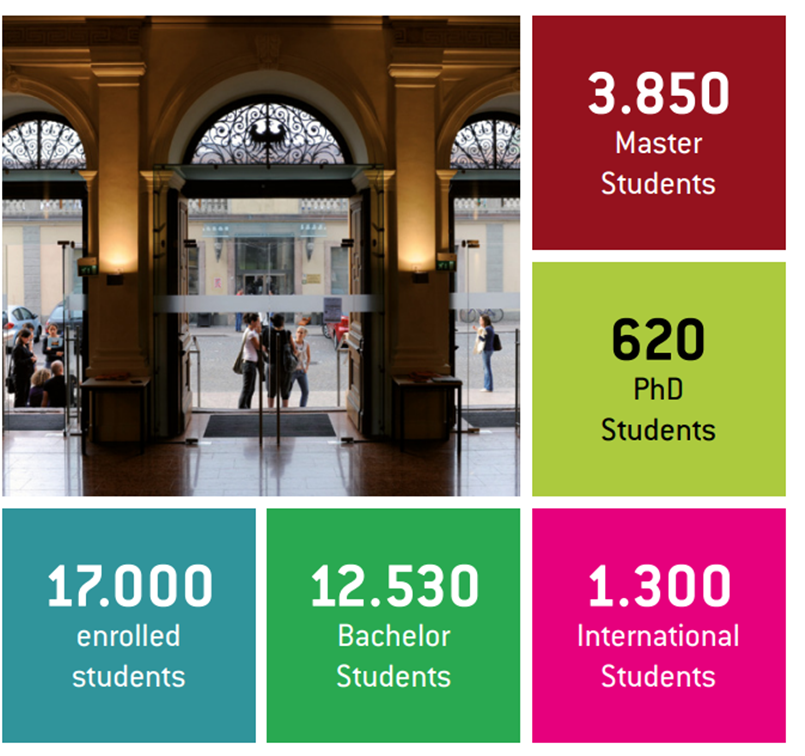 3.850
Master
Students
620
PhD
Students
17.000
enrolled
students
12.530
Bachelor
Students
1.300
International
Students